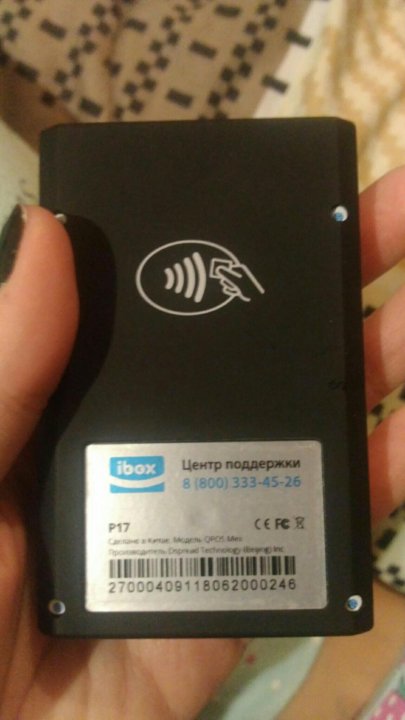 ibox
Центр поддержки
8 (800) 333-45-26
P17
CE FC
Сделано в Китае. Модель: QPOS Mini
Производитель: Dspread Technology (Beijing) Inc
27000409118062000246